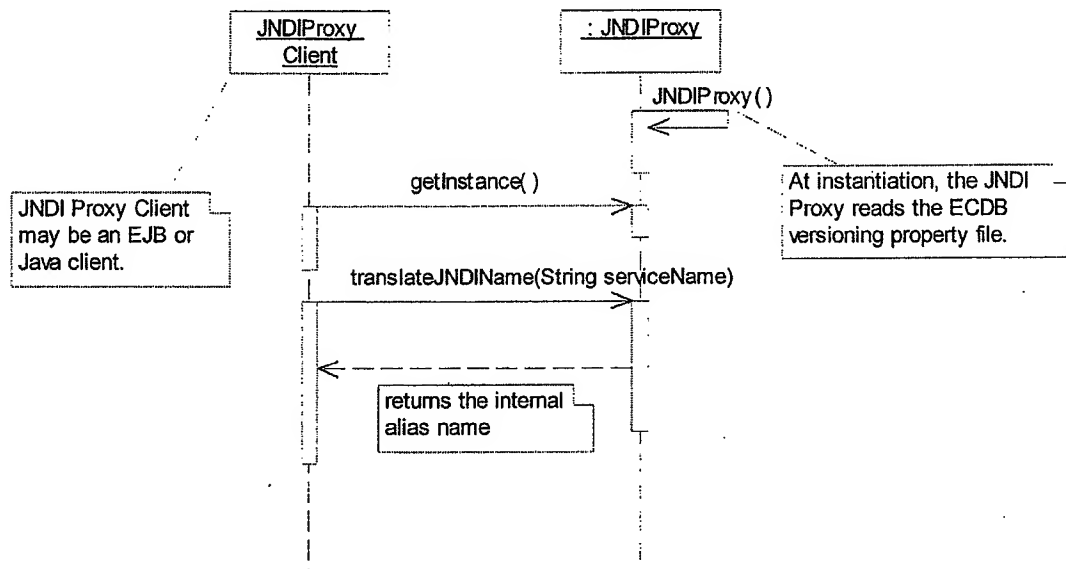 JNDIProxy
Client
: JNDIProxy
JNDIProxy()
getInstance()
At instantiation, the JNDI
Proxy reads the ECDB
versioning property file.
JNDI Proxy Client
may be an EJB or
Java client.
translateJNDIName(String serviceName)
returns the internal
alias name